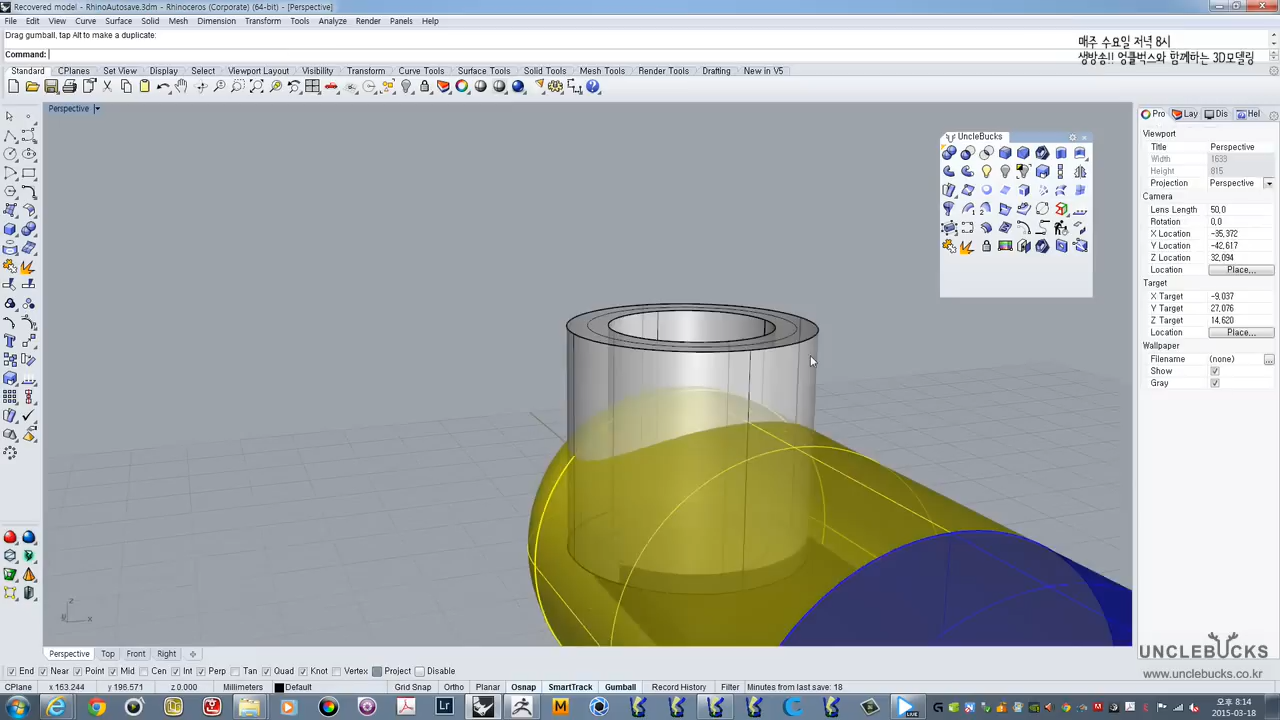 Recovered model - RhinoAutosave.3dm - Rhinoceros (Corporate) (64-bit) - [Perspective]
File Edit View Curve Surface Solid Mesh Dimension Transform Tools Analyze Render Panels Help
Drag gumball, tap Alt to make a duplicate:
Command:
매주 수요일 저녁 8시
생방송!! 엉클벅스와 함께하는 3D모델링
Standard CPlanes Set View Display Select Viewport Layout Visibility Transform Curve Tools Surface Tools Solid Tools Mesh Tools Render Tools Drafting New in V5
Perspective
UncleBucks
Pro Lay Dis Hel
Viewport
Title Perspective
Width 1633
Height 815
Projection Perspective
Camera
Lens Length 50,0
Rotation 0,0
X Location -35,372
Y Location -42,617
Z Location 32,094
Location Place...
Target
X Target -9,037
Y Target 27,076
Z Target 14,620
Location Place...
Wallpaper
Filename (none) ...
Show
Gray
z
y x
Perspective Top Front Right
End Near Point Mid Cen Int Perp Tan Quad Knot Vertex Project Disable
CPlane x 163.244 y 196.571 z 0.000 Millimeters Default Grid Snap Ortho Planar Osnap SmartTrack Gumball Record History Filter Minutes from last save: 18
UNCLEBUCKS
www.unclebucks.co.kr
Lr
LIVE
오후 8:14
2015-03-18